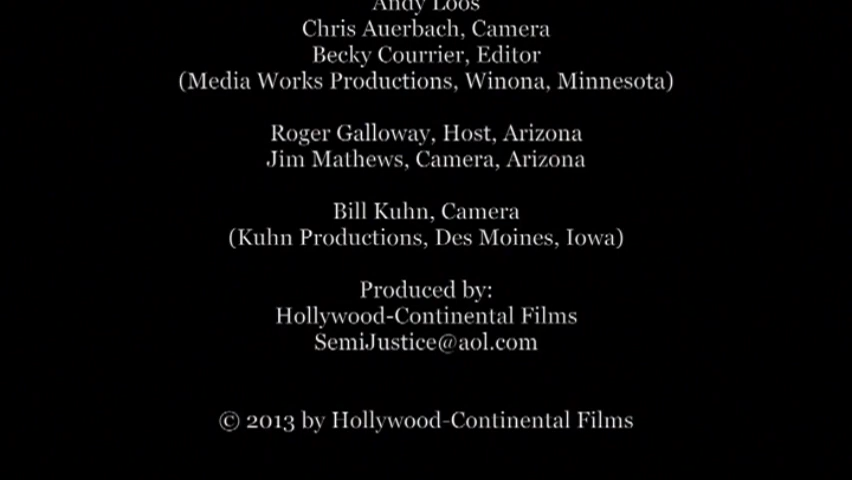 Andy Loos
Chris Auerbach, Camera
Becky Courrier, Editor
(Media Works Productions, Winona, Minnesota)
Roger Galloway, Host, Arizona
Jim Mathews, Camera, Arizona
Bill Kuhn, Camera
(Kuhn Productions, Des Moines, Iowa)
Produced by:
Hollywood-Continental Films
SemiJustice@aol.com
© 2013 by Hollywood-Continental Films